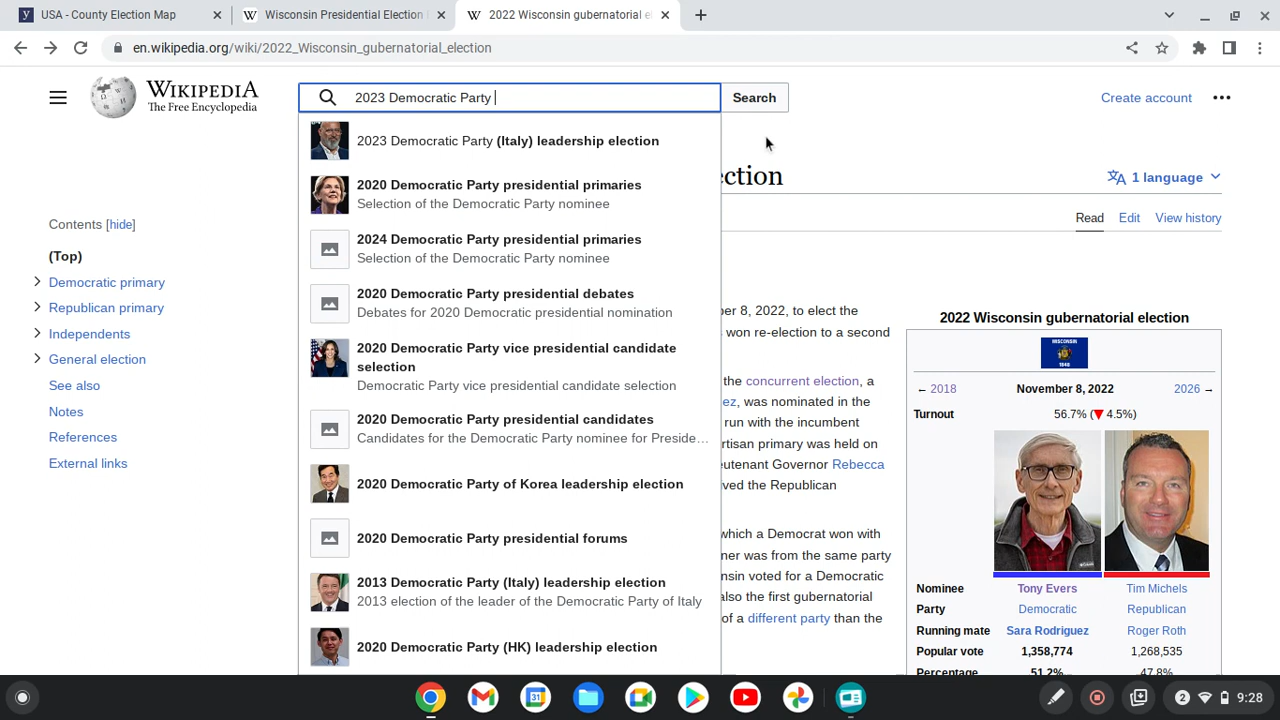 USA - County Election Map
Wisconsin Presidential Election
2022 Wisconsin gubernatorial el
en.wikipedia.org/wiki/2022_Wisconsin_gubernatorial_election
WIKIPEDIA
The Free Encyclopedia
2023 Democratic Party
Search
Create account
2023 Democratic Party (Italy) leadership election
2020 Democratic Party presidential primaries
Selection of the Democratic Party nominee
2024 Democratic Party presidential primaries
Selection of the Democratic Party nominee
2020 Democratic Party presidential debates
Debates for 2020 Democratic presidential nomination
2020 Democratic Party vice presidential candidate
selection
Democratic Party vice presidential candidate selection
2020 Democratic Party presidential candidates
Candidates for the Democratic Party nominee for Preside…
2020 Democratic Party of Korea leadership election
2020 Democratic Party presidential forums
2013 Democratic Party (Italy) leadership election
2013 election of the leader of the Democratic Party of Italy
2020 Democratic Party (HK) leadership election
Contents [hide]
(Top)
Democratic primary
Republican primary
Independents
General election
See also
Notes
References
External links
ction
1 language
Read Edit View history
er 8, 2022, to elect the
won re-election to a second
the concurrent election, a
ez, was nominated in the
run with the incumbent
rtisan primary was held on
eutenant Governor Rebecca
ved the Republican
which a Democrat won with
ner was from the same party
nsin voted for a Democratic
also the first gubernatorial
of a different party than the
2022 Wisconsin gubernatorial election
WISCONSIN
1848
← 2018 November 8, 2022 2026 →
Turnout 56.7% (▼ 4.5%)
Nominee Tony Evers Tim Michels
Party Democratic Republican
Running mate Sara Rodriguez Roger Roth
Popular vote 1,358,774 1,268,535
Percentage 51.2% 47.8%
31
2
9:28